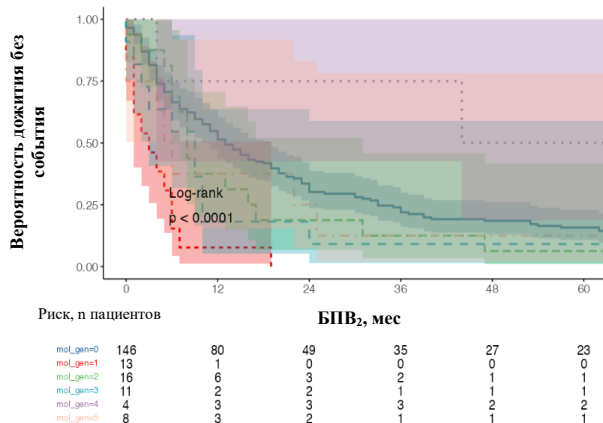 Вероятность дожития без
события
1.00
0.75
0.50
0.25
0.00
Log-rank
p < 0.0001
0 12 24 36 48 60
Риск, n пациентов
БПВ₂, мес
mol_gen=0 146 80 49 35 27 23
mol_gen=1 13 1 0 0 0 0
mol_gen=2 16 6 3 2 1 1
mol_gen=3 11 2 2 1 1 1
mol_gen=4 4 3 3 3 2 2
mol_gen=5 8 3 2 1 1 1